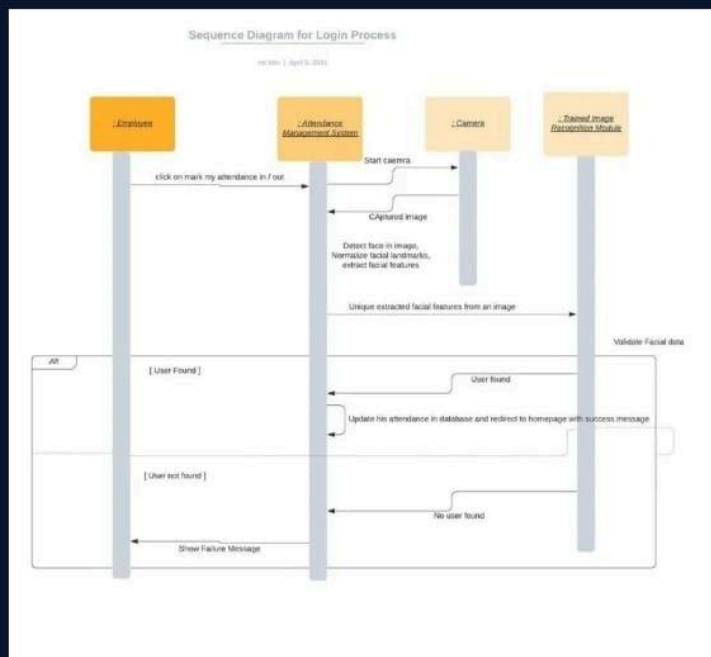 Sequence Diagram for Login Process
: Employee
: Attendance
Management System
: Camera
: Trained Image
Recognition Module
Start caemra
click on mark my attendance in / out
CAptured image
Detect face in image,
Normalize facial landmarks,
extract facial features
Unique extracted facial features from an image
Validate Facial data
Alt
[ User Found ]
User found
Update his attendance in database and redirect to homepage with success message
[ User not found ]
No user found
Show Failure Message